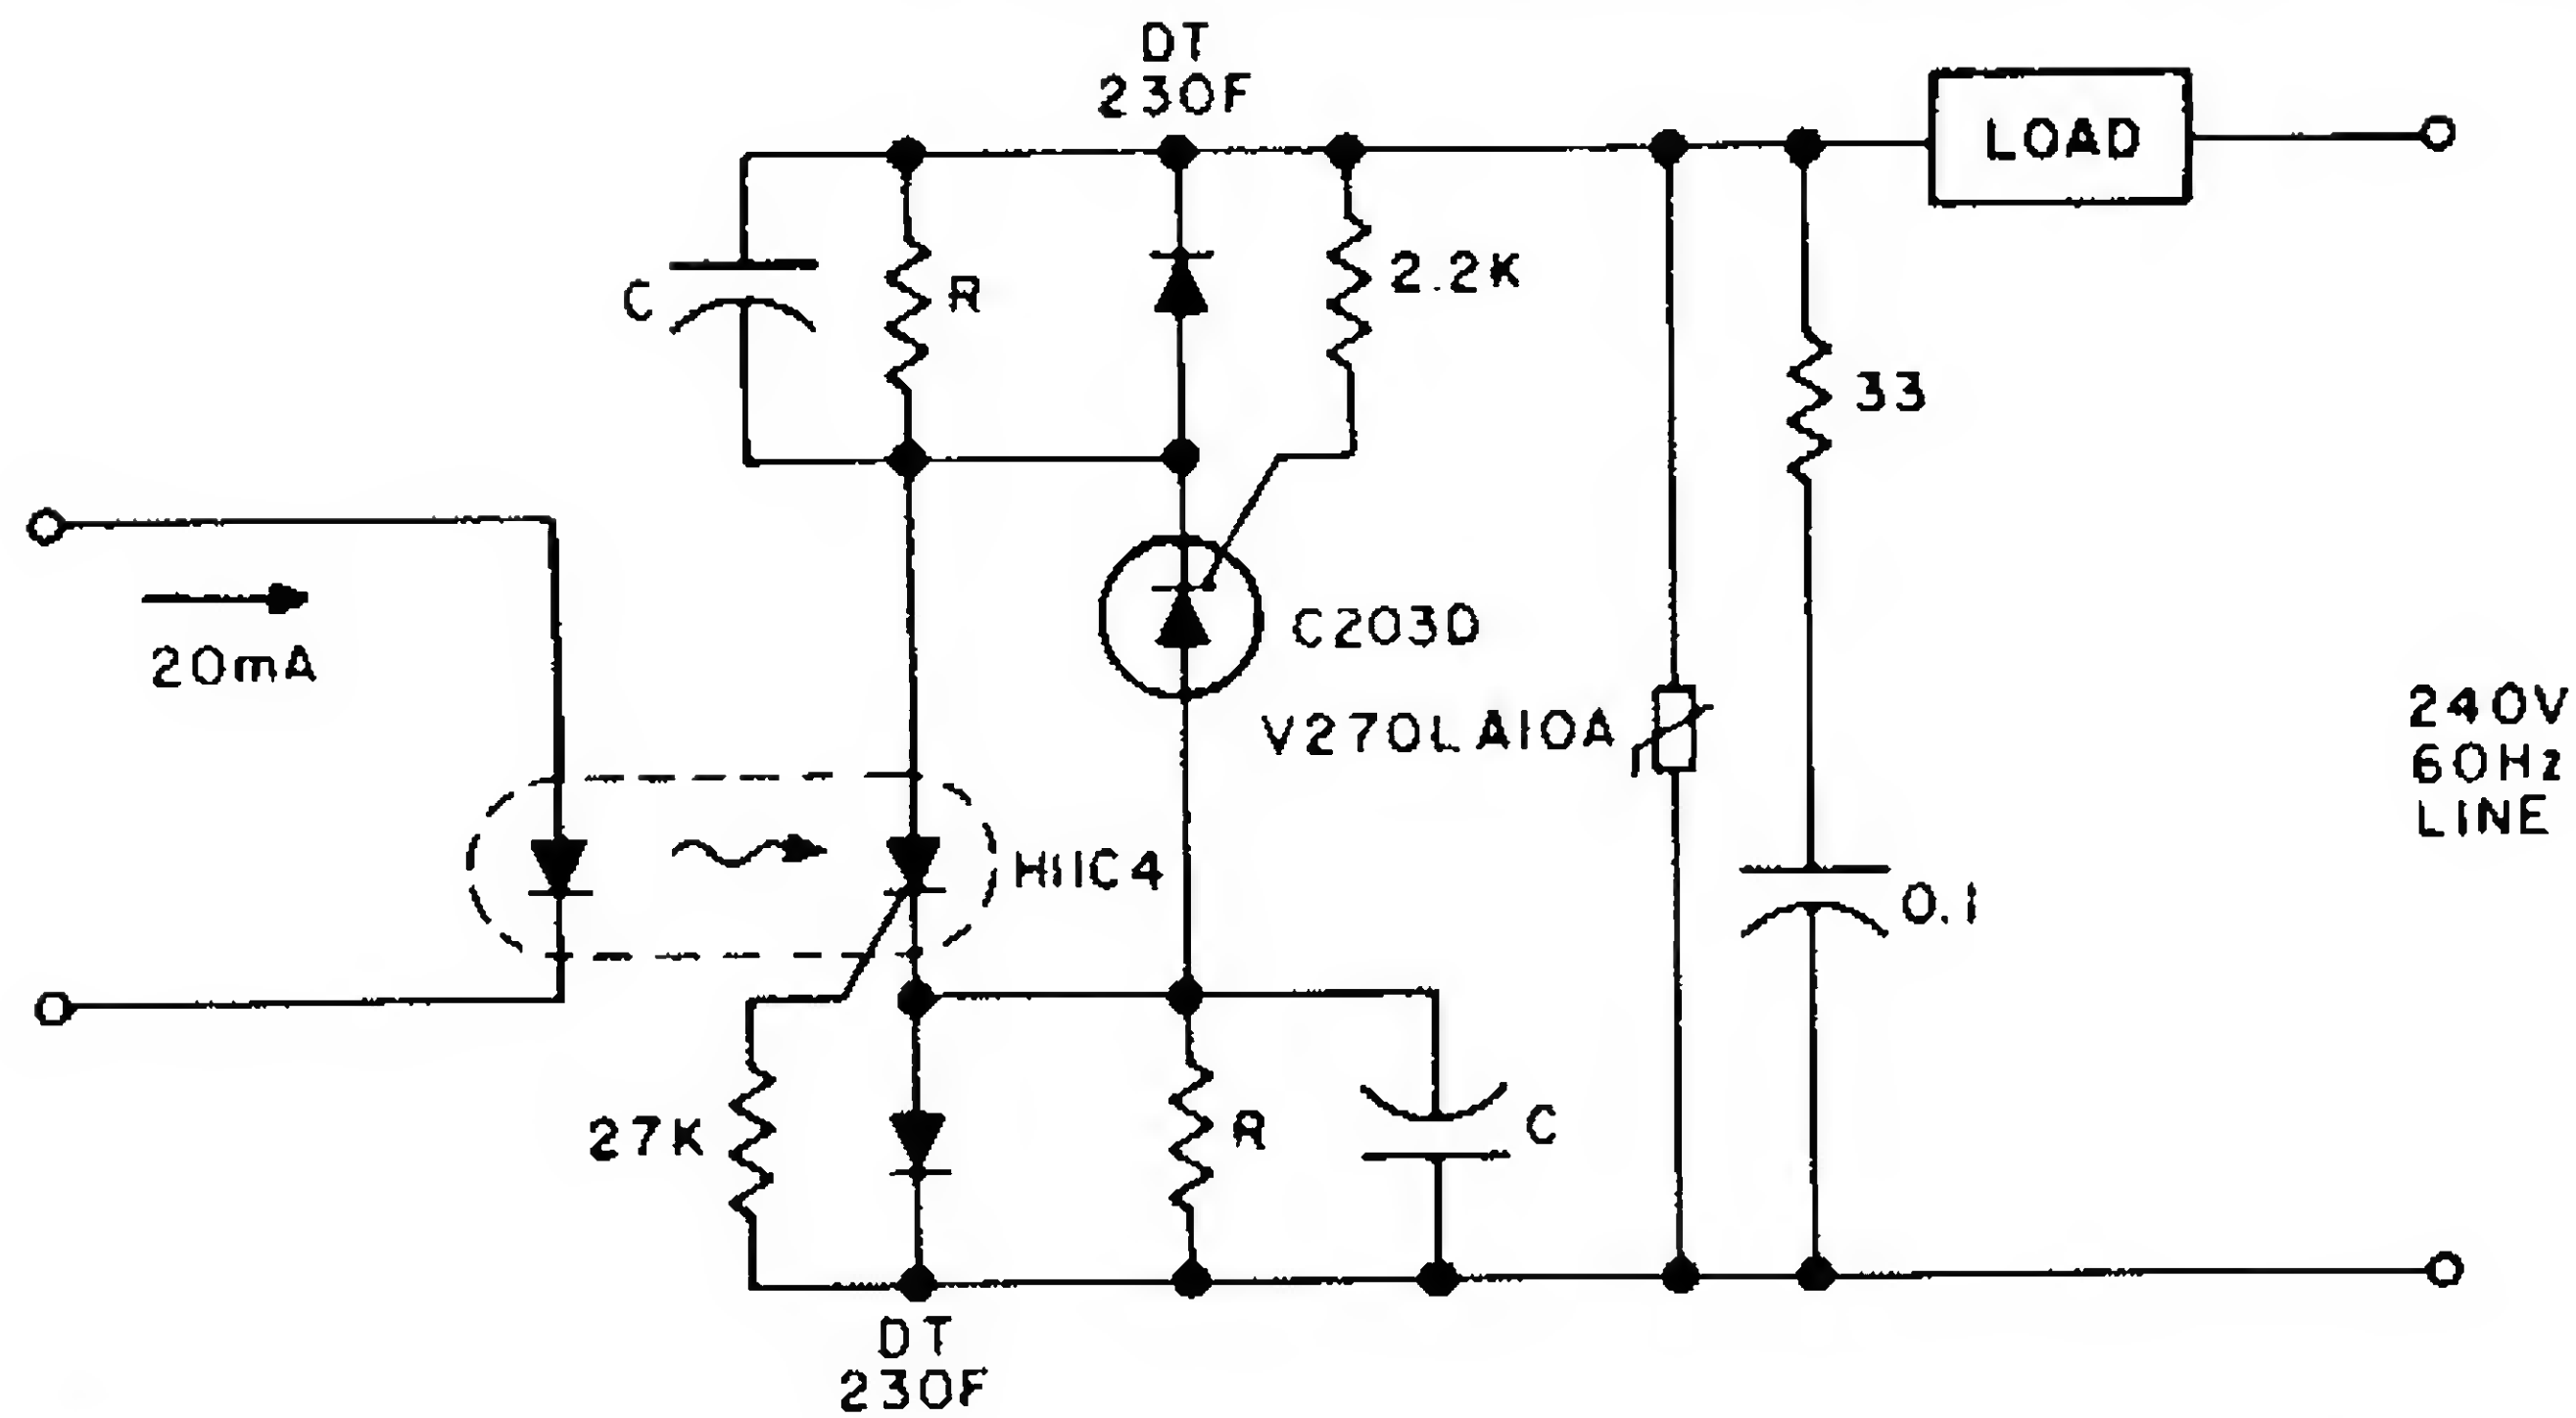 DT
230F
LOAD
C
R
2.2K
33
20mA
C203D
V270LA10A
240V
60Hz
LINE
H11C4
0.1
27K
R
C
DT
230F